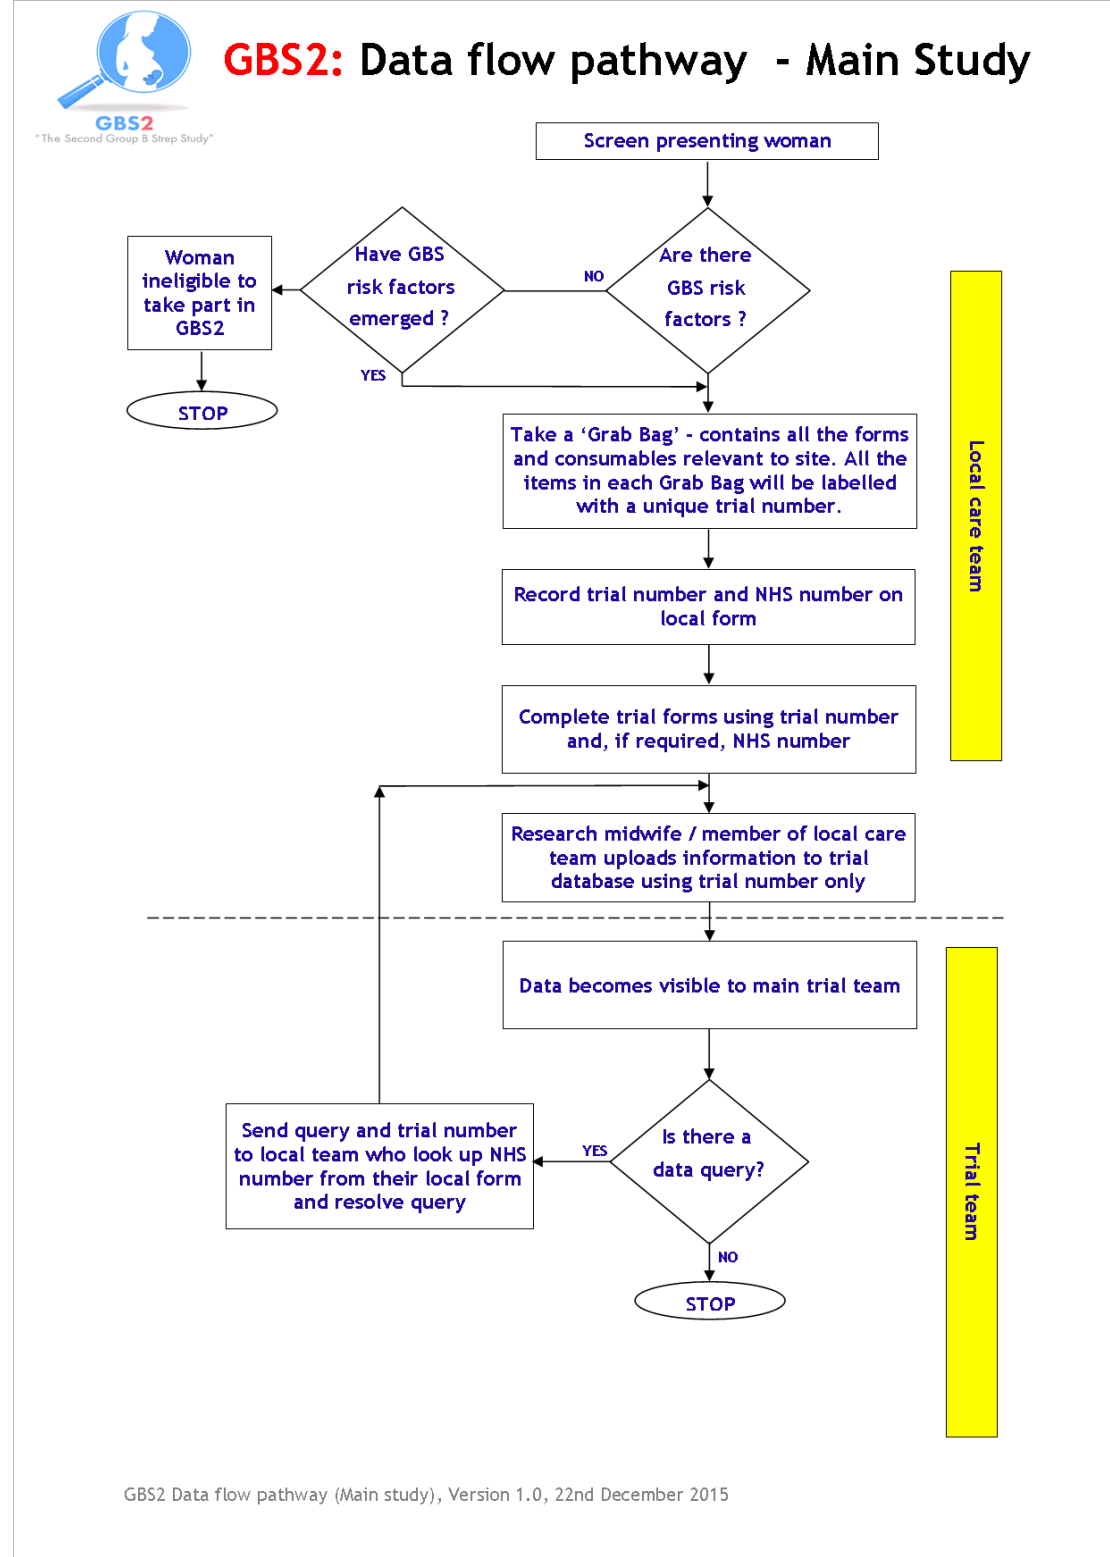 GBS2: Data flow pathway - Main Study
GBS2
"The Second Group B Strep Study"
Screen presenting woman
Are there
GBS risk
factors ?
NO
Have GBS
risk factors
emerged ?
YES
Woman
ineligible to
take part in
GBS2
STOP
Take a ‘Grab Bag’ - contains all the forms
and consumables relevant to site. All the
items in each Grab Bag will be labelled
with a unique trial number.
Record trial number and NHS number on
local form
Complete trial forms using trial number
and, if required, NHS number
Research midwife / member of local care
team uploads information to trial
database using trial number only
Local care team
Data becomes visible to main trial team
Is there a
data query?
YES
Send query and trial number
to local team who look up NHS
number from their local form
and resolve query
NO
STOP
Trial team
GBS2 Data flow pathway (Main study), Version 1.0, 22nd December 2015